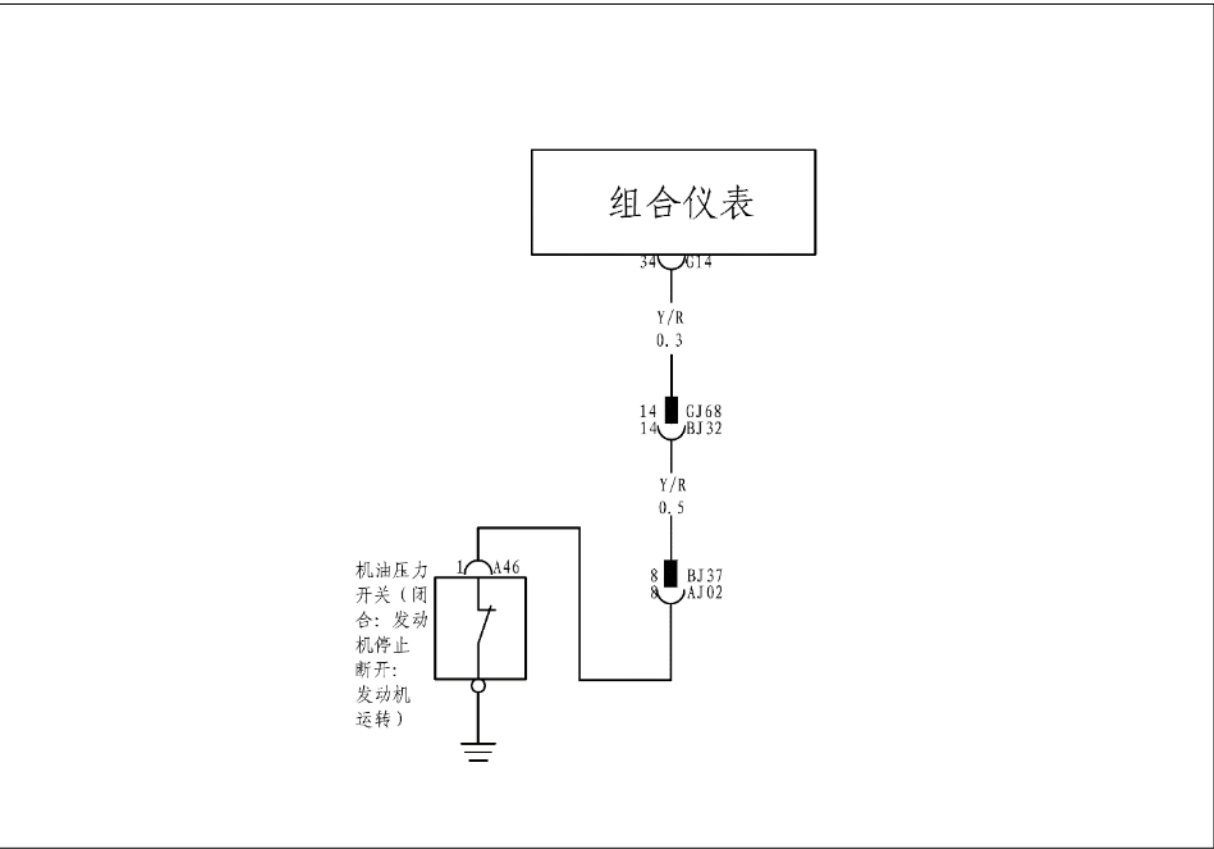 组合仪表
34 G14
Y/R
0.3
14 GJ68
14 BJ32
Y/R
0.5
8 BJ37
8 AJ02
1 A46
机油压力
开关（闭
合：发动
机停止
断开：
发动机
运转）